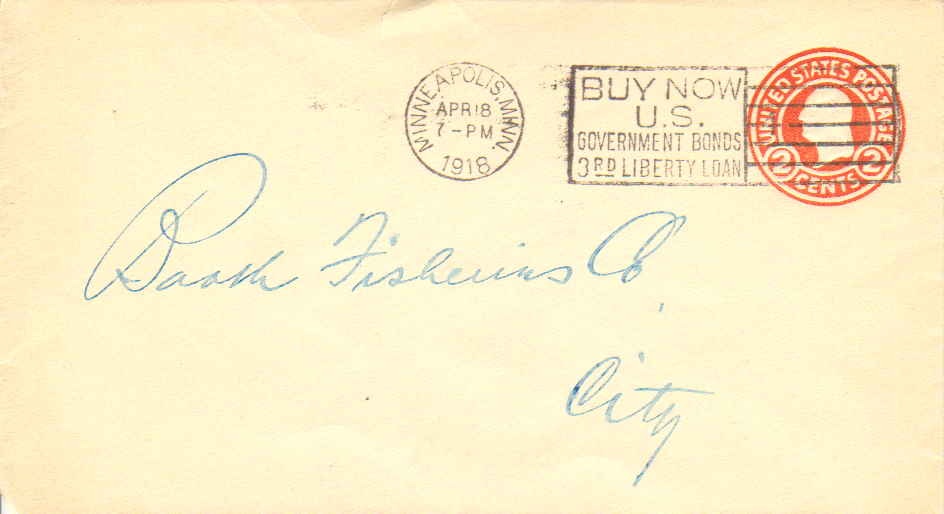 MINNEAPOLIS, MINN.
APR 18
7-PM
1918
BUY NOW
U.S.
GOVERNMENT BONDS
3RD LIBERTY LOAN
UNITED STATES POSTAGE
2 CENTS 2
Booth Fisheries Co,
City